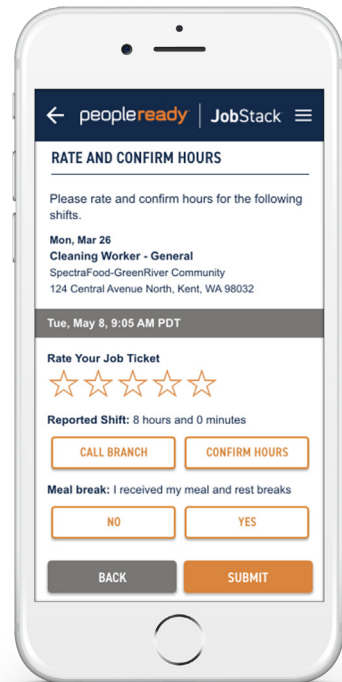 peopleready JobStack
RATE AND CONFIRM HOURS
Please rate and confirm hours for the following
shifts.
Mon, Mar 26
Cleaning Worker - General
SpectraFood-GreenRiver Community
124 Central Avenue North, Kent, WA 98032
Tue, May 8, 9:05 AM PDT
Rate Your Job Ticket
Reported Shift: 8 hours and 0 minutes
CALL BRANCH CONFIRM HOURS
Meal break: I received my meal and rest breaks
NO YES
BACK SUBMIT